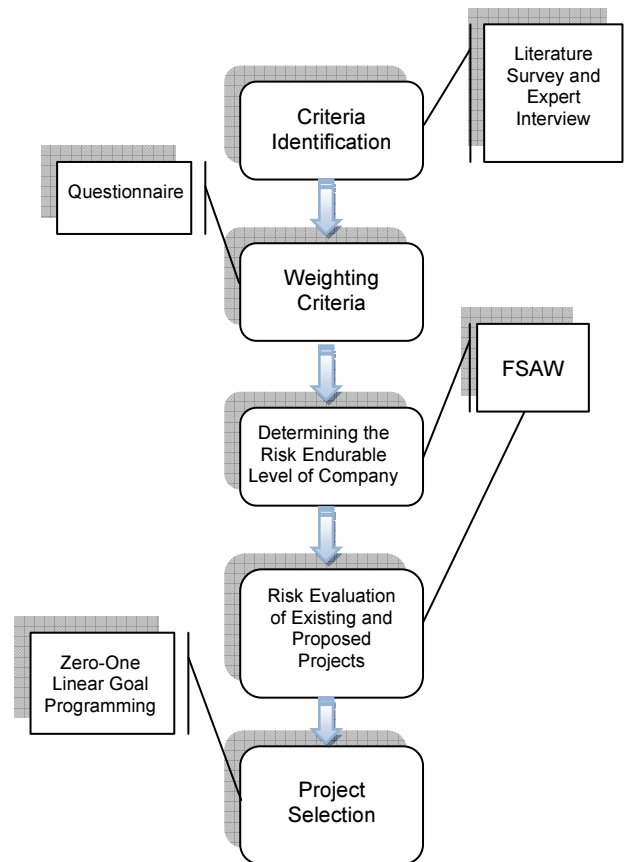 Literature
Survey and
Expert
Interview
Criteria
Identification
Questionnaire
Weighting
Criteria
FSAW
Determining the
Risk Endurable
Level of Company
Risk Evaluation
of Existing and
Proposed
Projects
Zero-One
Linear Goal
Programming
Project
Selection